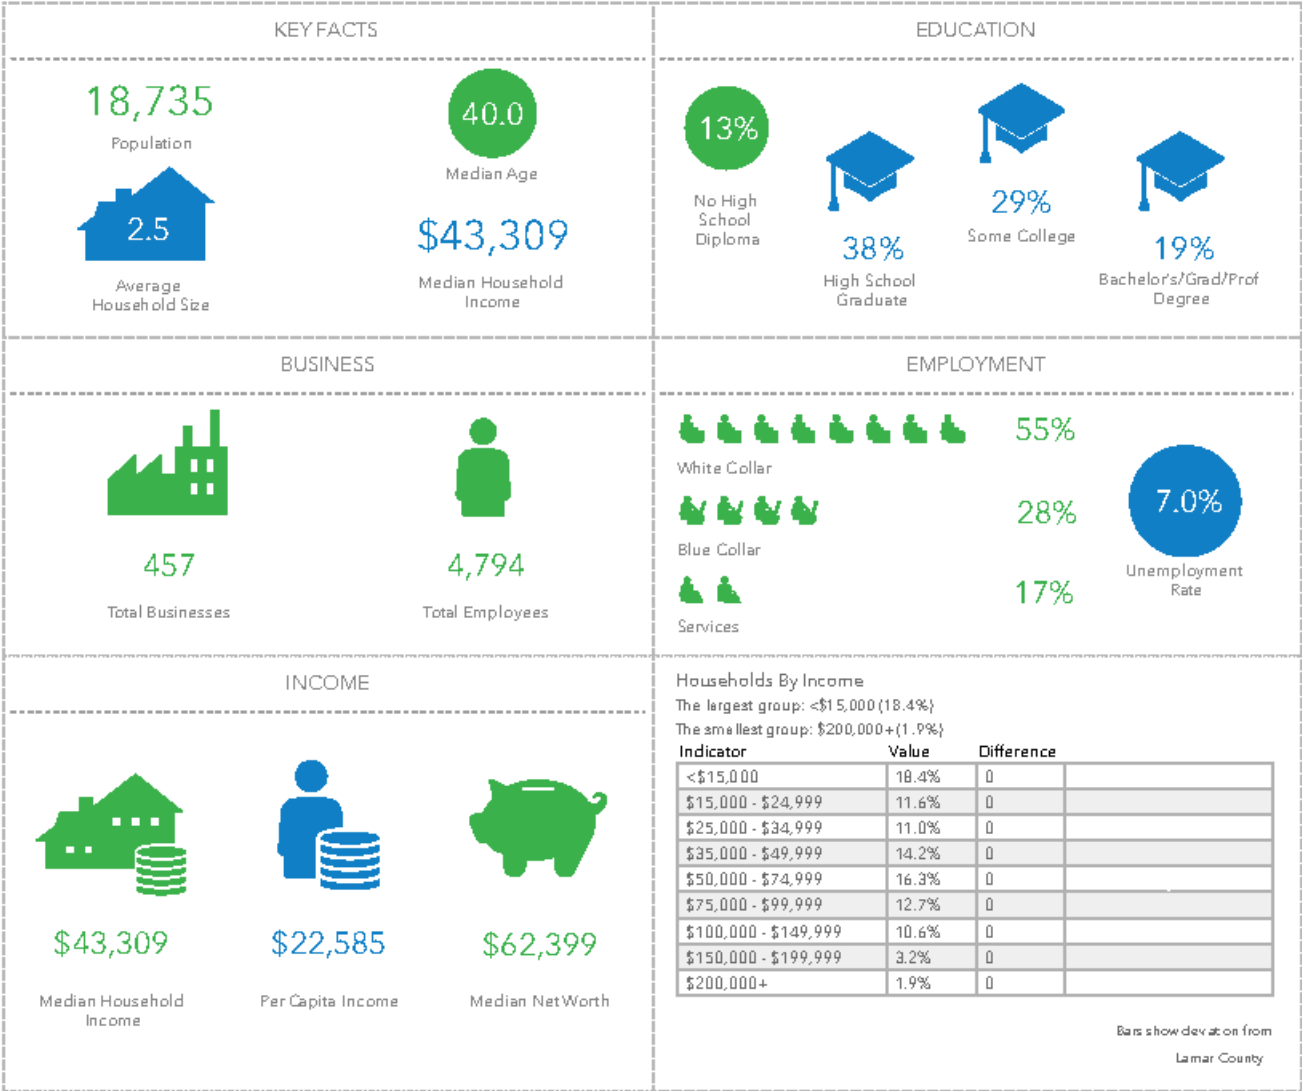 KEY FACTS
18,735
Population
40.0
Median Age
2.5
Average
Household Size
$43,309
Median Household
Income
EDUCATION
13%
No High
School
Diploma
38%
High School
Graduate
29%
Some College
19%
Bachelor's/Grad/Prof
Degree
BUSINESS
457
Total Businesses
4,794
Total Employees
EMPLOYMENT
55%
White Collar
28%
Blue Collar
17%
Services
7.0%
Unemployment
Rate
INCOME
$43,309
Median Household
Income
$22,585
Per Capita Income
$62,399
Median Net Worth
Households By Income
The largest group: <$15,000 (18.4%)
The smallest group: $200,000+ (1.9%)
Indicator Value Difference
<$15,000 18.4% 0
$15,000 - $24,999 11.6% 0
$25,000 - $34,999 11.0% 0
$35,000 - $49,999 14.2% 0
$50,000 - $74,999 16.3% 0
$75,000 - $99,999 12.7% 0
$100,000 - $149,999 10.6% 0
$150,000 - $199,999 3.2% 0
$200,000+ 1.9% 0
Bars show deviation from
Lamar County